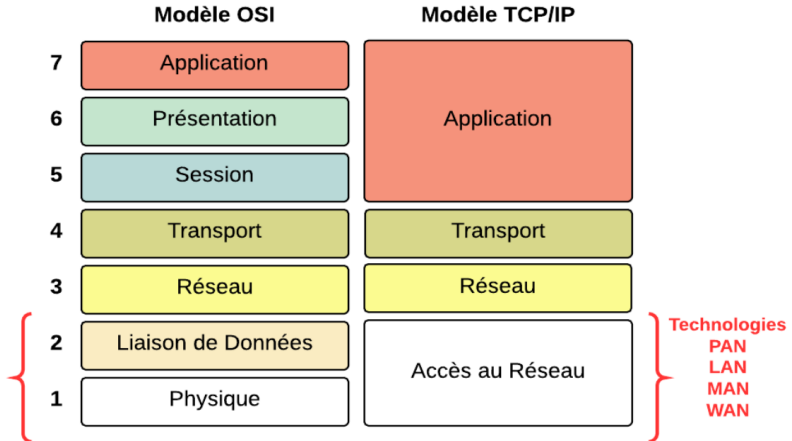 Modèle OSI
Modèle TCP/IP
7
Application
6
Présentation
Application
5
Session
4
Transport
Transport
3
Réseau
Réseau
2
Liaison de Données
Accès au Réseau
1
Physique
Technologies
PAN
LAN
MAN
WAN